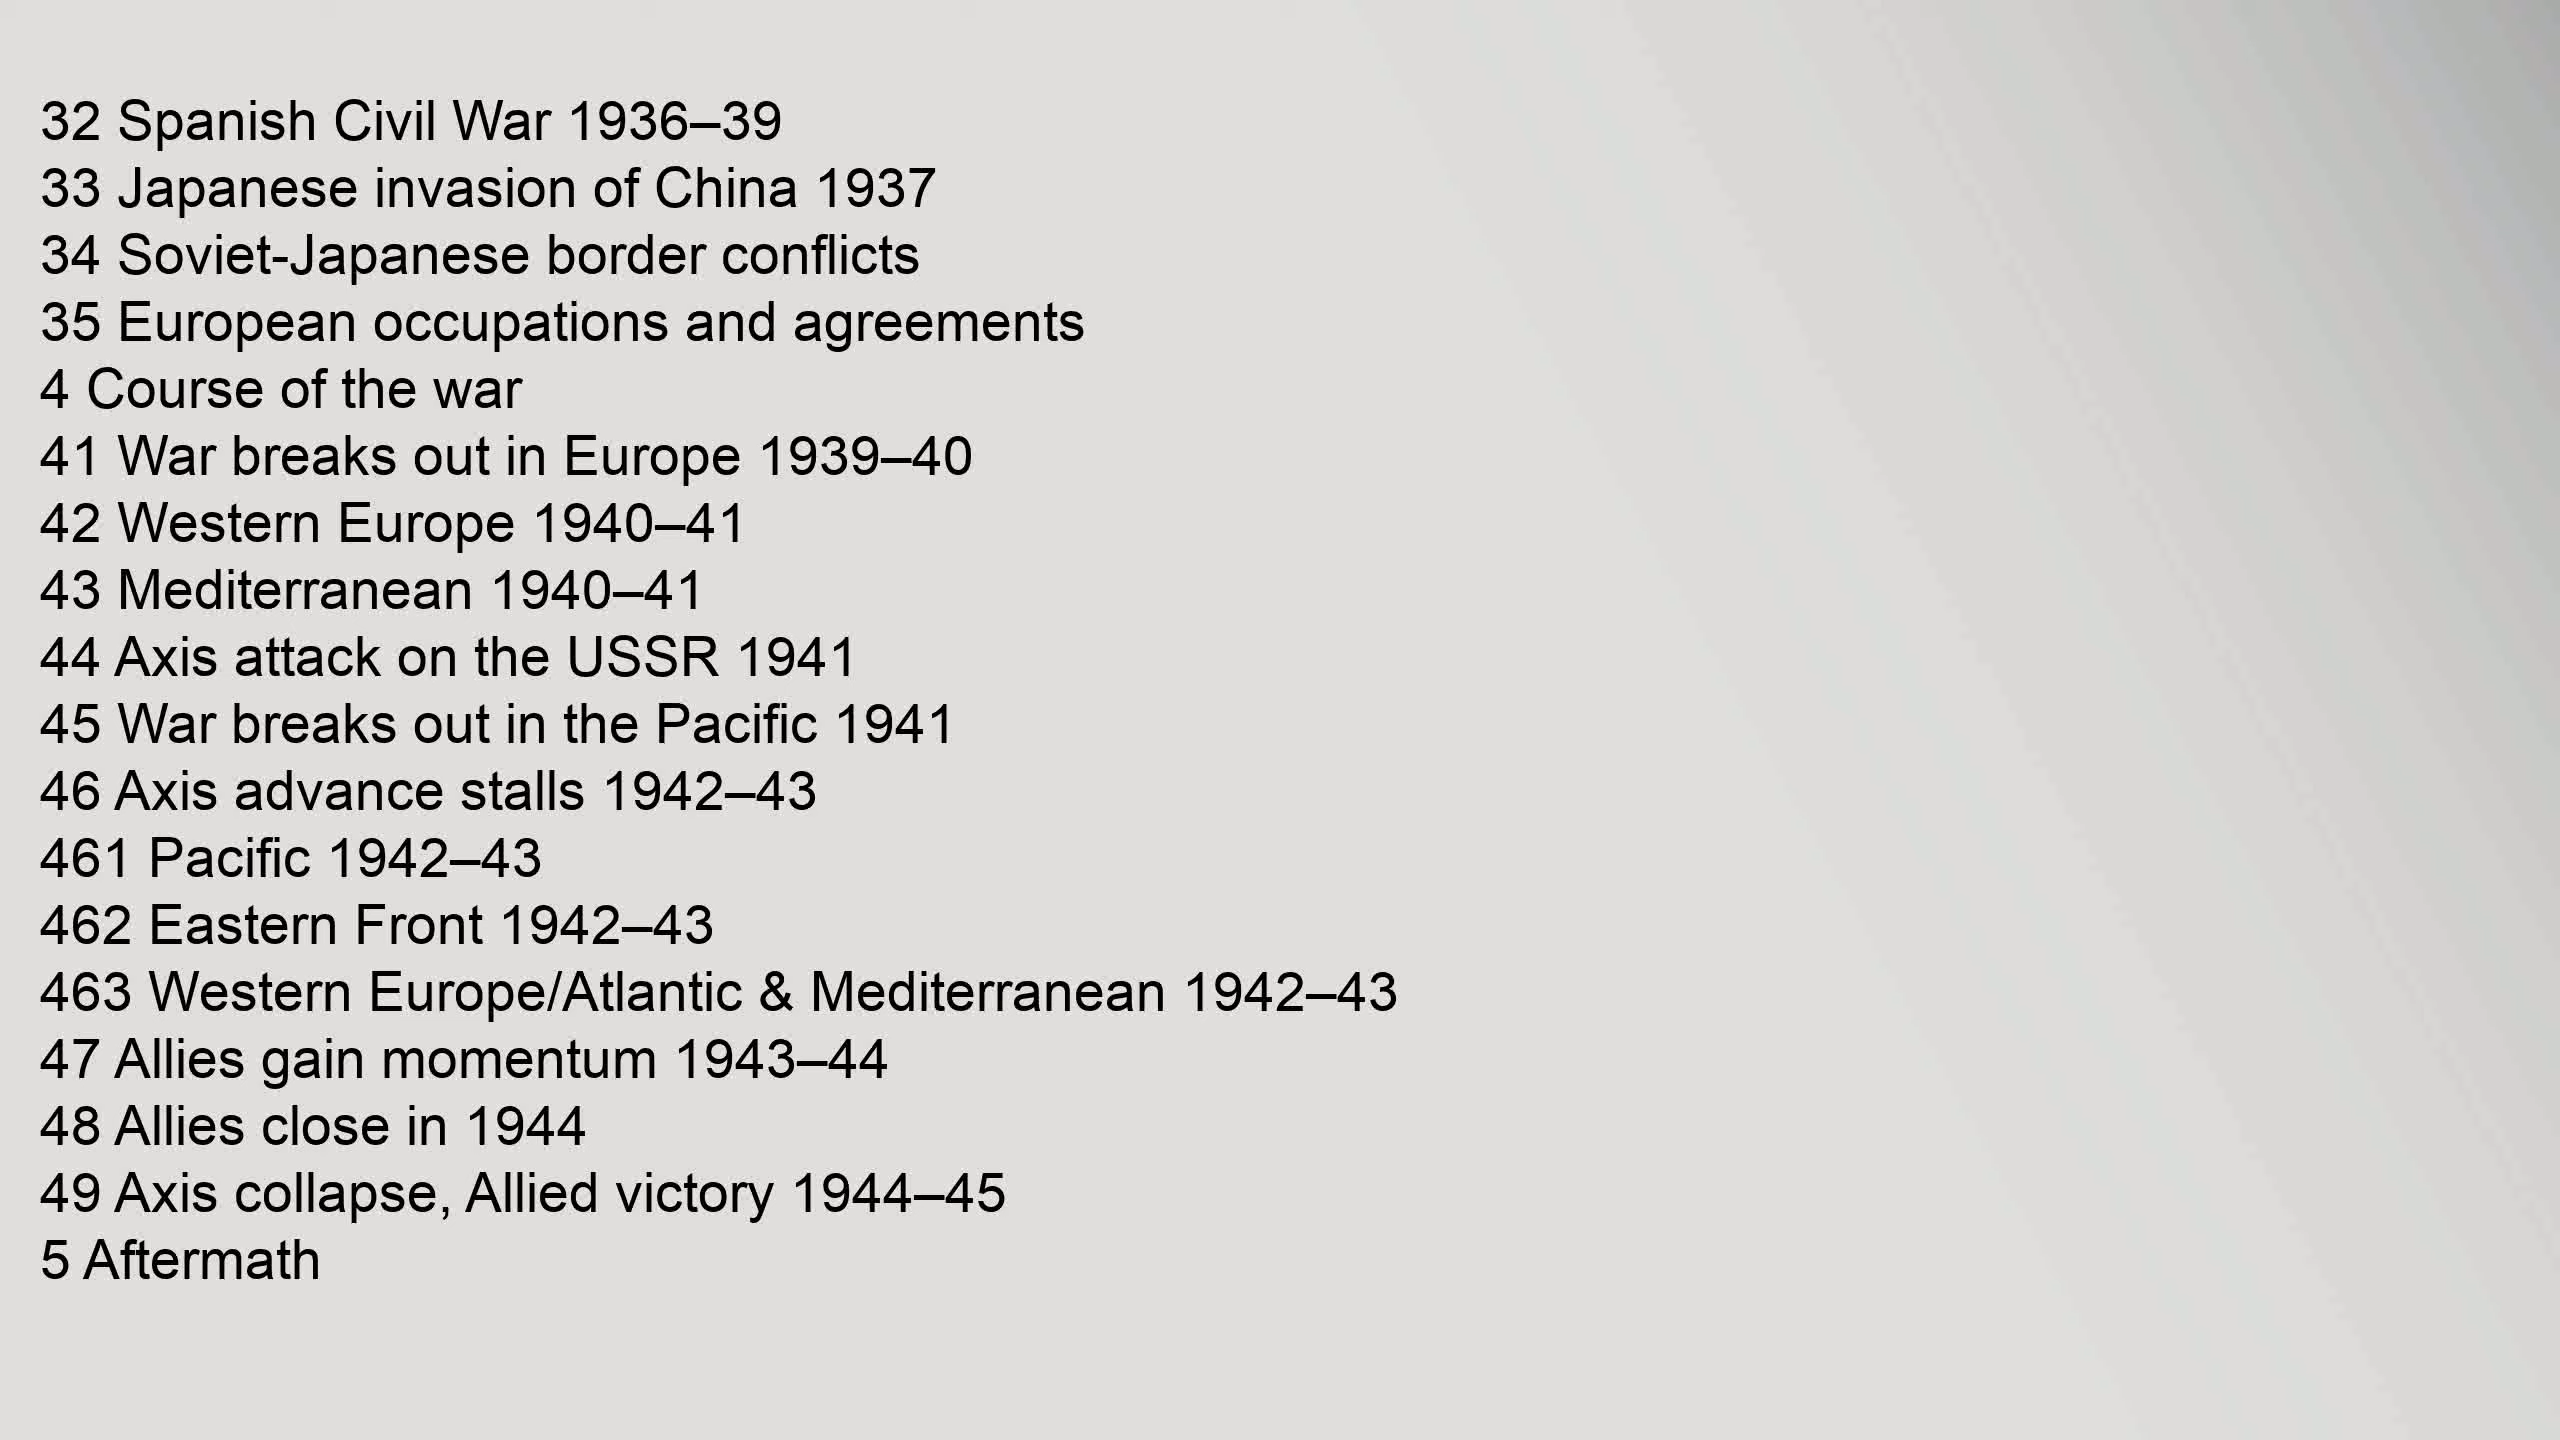 32 Spanish Civil War 1936–39
33 Japanese invasion of China 1937
34 Soviet-Japanese border conflicts
35 European occupations and agreements
4 Course of the war
41 War breaks out in Europe 1939–40
42 Western Europe 1940–41
43 Mediterranean 1940–41
44 Axis attack on the USSR 1941
45 War breaks out in the Pacific 1941
46 Axis advance stalls 1942–43
461 Pacific 1942–43
462 Eastern Front 1942–43
463 Western Europe/Atlantic & Mediterranean 1942–43
47 Allies gain momentum 1943–44
48 Allies close in 1944
49 Axis collapse, Allied victory 1944–45
5 Aftermath